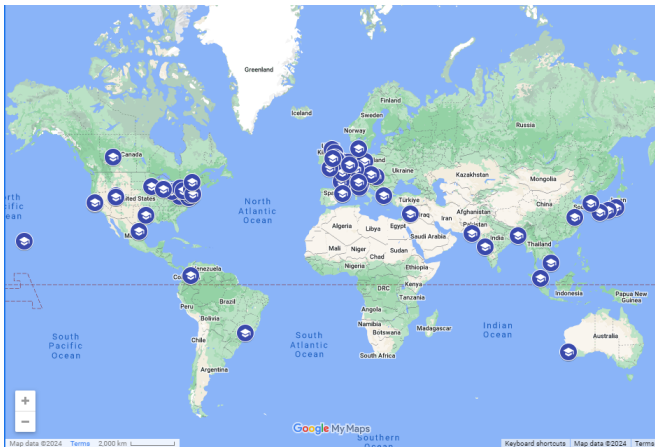 Greenland
Iceland
Finland
Sweden
Norway
Russia
Canada
Ukraine
Kazakhstan
Mongolia
United States
North
Atlantic
Ocean
Türkiye
Iraq
Afghanistan
Pakistan
China
Algeria
Libya
Egypt
Saudi Arabia
India
Mali
Niger
Chad
Sudan
Thailand
Nigeria
Ethiopia
Venezuela
DRC
Kenya
Tanzania
Indonesia
Papua New
Guinea
Brazil
Peru
Bolivia
Angola
Namibia
Botswana
Madagascar
South
Pacific
Ocean
Chile
South
Atlantic
Ocean
Indian
Ocean
Australia
South Africa
Argentina
Google My Maps
Southern
Ocean
Map data ©2024 Terms 2,000 km
Keyboard shortcuts Map data ©2024 Terms